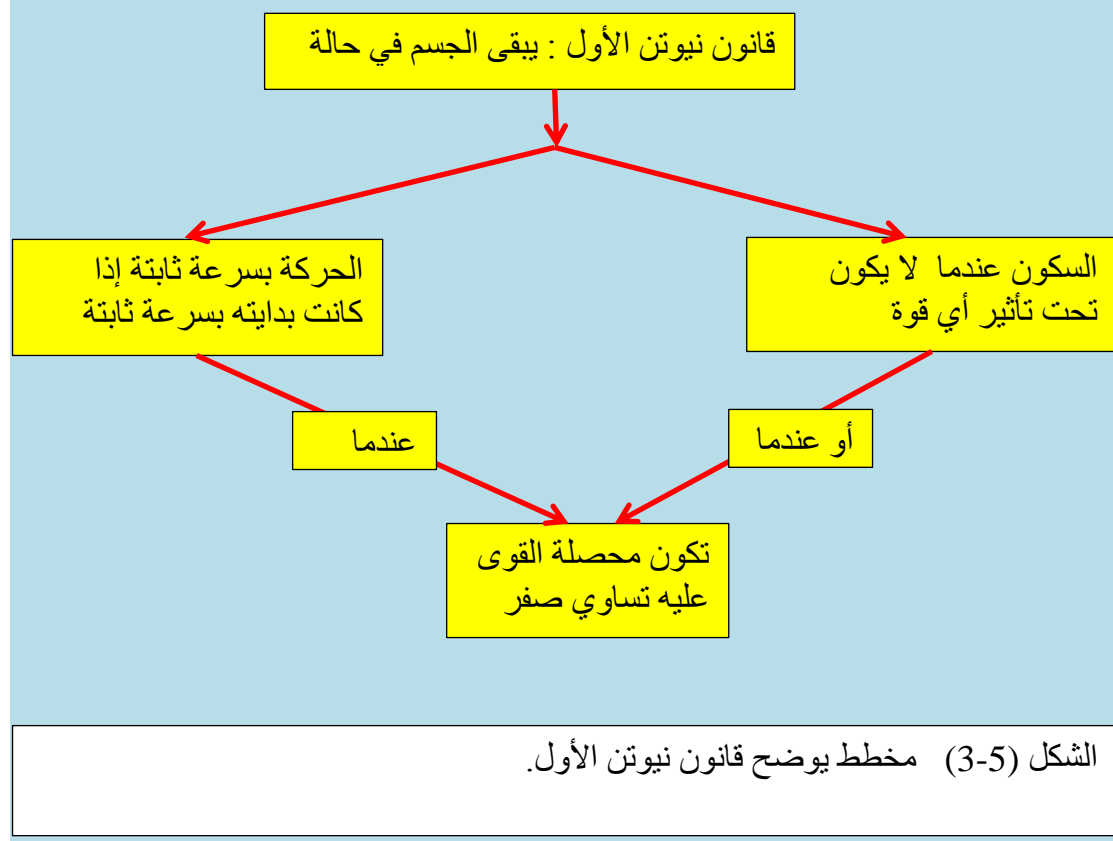 قانون نيوتن الأول : يبقى الجسم في حالة
السكون عندما لا يكون
تحت تأثير أي قوة
الحركة بسرعة ثابتة إذا
كانت بدايته بسرعة ثابتة
أو عندما
عندما
تكون محصلة القوى
عليه تساوي صفر
الشكل (3-5) مخطط يوضح قانون نيوتن الأول.